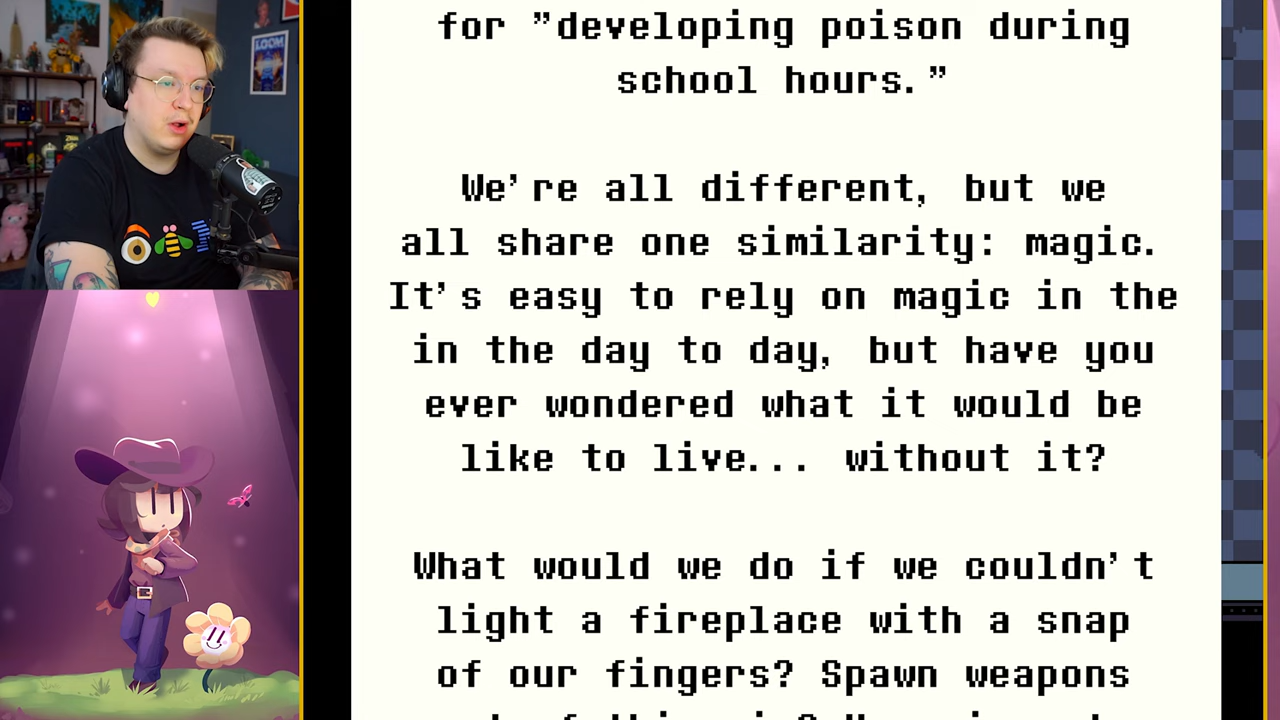 LOOM
for ”developing poison during
school hours.”
We’re all different, but we
all share one similarity: magic.
It’s easy to rely on magic in the
in the day to day, but have you
ever wondered what it would be
like to live... without it?
What would we do if we couldn’t
light a fireplace with a snap
of our fingers? Spawn weapons